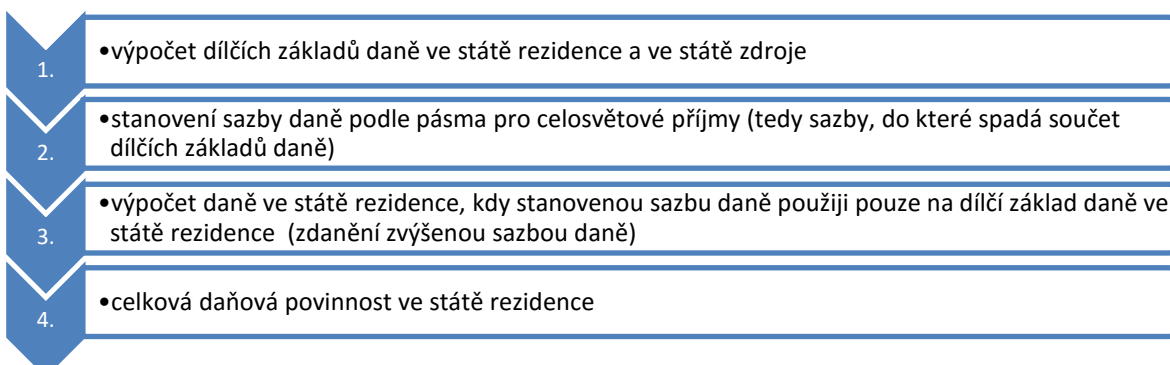 1.
•výpočet dílčích základů daně ve státě rezidence a ve státě zdroje
2.
•stanovení sazby daně podle pásma pro celosvětové příjmy (tedy sazby, do které spadá součet
dílčích základů daně)
3.
•výpočet daně ve státě rezidence, kdy stanovenou sazbu daně použiji pouze na dílčí základ daně ve
státě rezidence (zdanění zvýšenou sazbou daně)
4.
•celková daňová povinnost ve státě rezidence